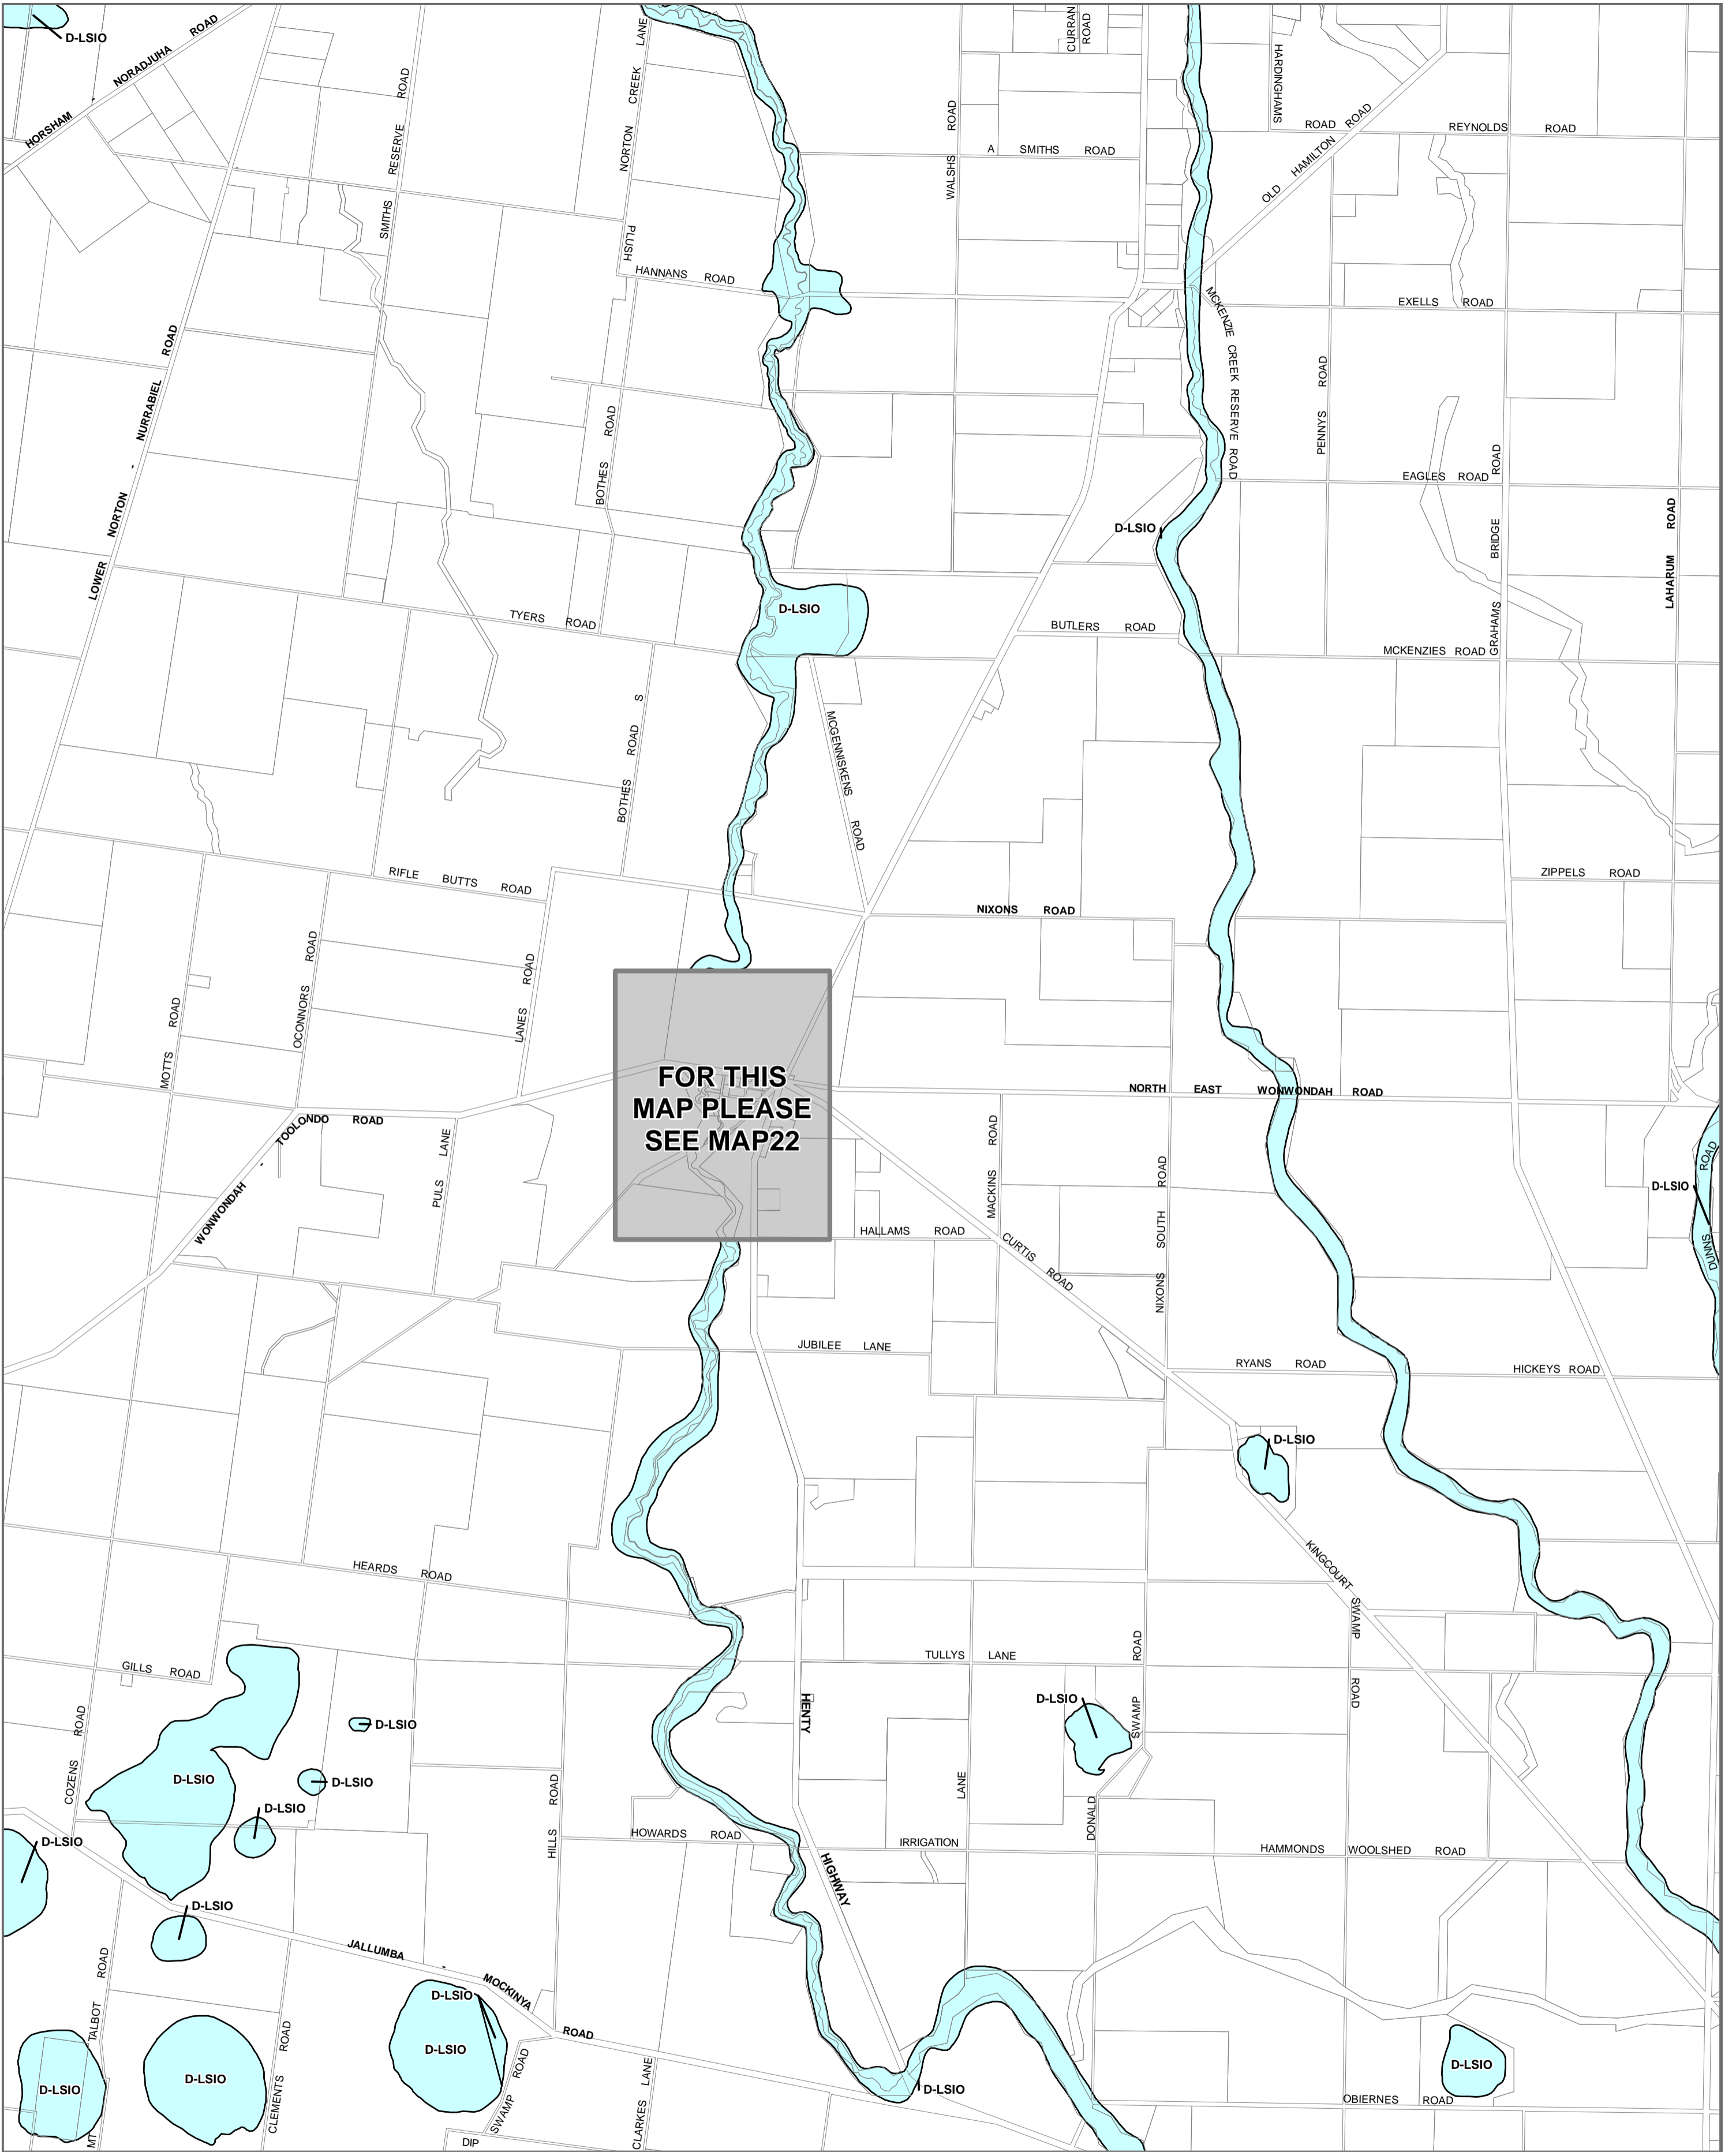 D-LSIO
HORSHAM - NORADJUHA ROAD
SMITHS RESERVE ROAD
PLUSH NORTON CREEK LANE
WALSHS ROAD
A SMITHS ROAD
CURRAN ROAD
HARDINGHAMS ROAD
REYNOLDS ROAD
OLD HAMILTON ROAD
HANNANS ROAD
MCKENZIE CREEK RESERVE ROAD
EXELLS ROAD
PENNYS ROAD
LOWER NORTON - NURRABIEL ROAD
BOTHES ROAD
EAGLES ROAD
GRAHAMS BRIDGE ROAD
LAHARUM ROAD
D-LSIO
D-LSIO
TYERS ROAD
BUTLERS ROAD
MCKENZIES ROAD
BOTHES ROAD S
MCGENNISKENS ROAD
RIFLE BUTTS ROAD
ZIPPELS ROAD
NIXONS ROAD
MOTTS ROAD
OCONNORS ROAD
LANES ROAD
FOR THIS
MAP PLEASE
SEE MAP22
NORTH EAST WONWONDAH ROAD
WONWONDAH - TOOLONDO ROAD
PULS LANE
MACKINS ROAD
NIXONS SOUTH ROAD
D-LSIO
DUNNS ROAD
HALLAMS ROAD
CURTIS ROAD
JUBILEE LANE
RYANS ROAD
HICKEYS ROAD
D-LSIO
HEARDS ROAD
KINGCOURT SWAMP ROAD
GILLS ROAD
TULLYS LANE
COZENS ROAD
D-LSIO
D-LSIO
D-LSIO
D-LSIO
D-LSIO
D-LSIO
D-LSIO
HENTY HIGHWAY
DONALD SWAMP ROAD
HILLS ROAD
HOWARDS ROAD
IRRIGATION LANE
HAMMONDS WOOLSHED ROAD
JALLUMBA - MOCKINYA ROAD
MT TALBOT ROAD
CLEMENTS ROAD
D-LSIO
D-LSIO
D-LSIO
D-LSIO
DIP SWAMP ROAD
CLARKES LANE
D-LSIO
D-LSIO
OBIERNES ROAD